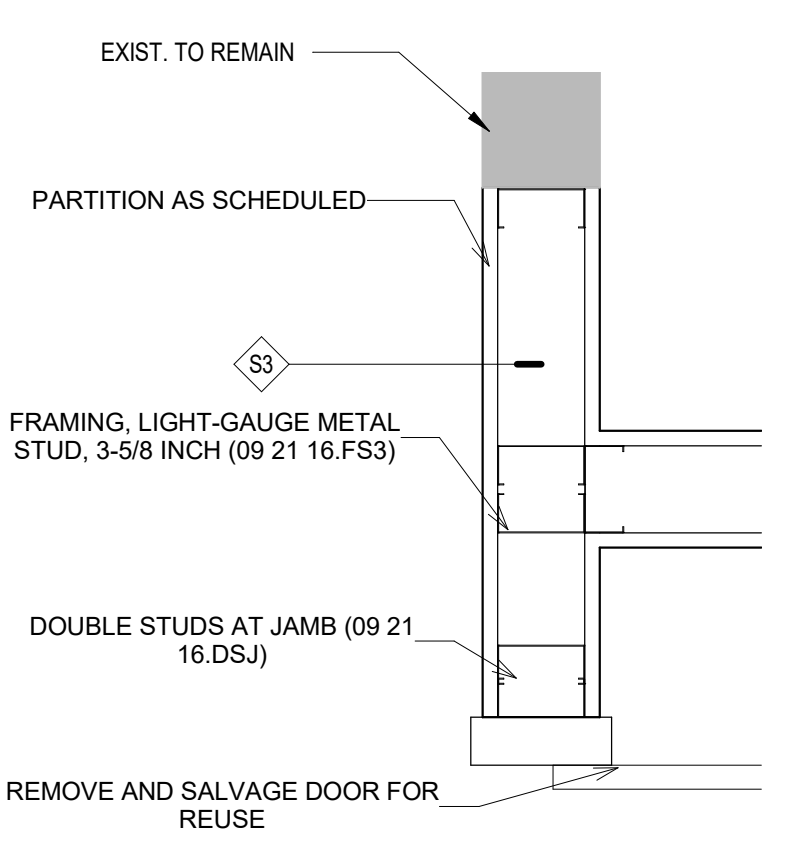 EXIST. TO REMAIN
PARTITION AS SCHEDULED
S3
FRAMING, LIGHT-GAUGE METAL
STUD, 3-5/8 INCH (09 21 16.FS3)
DOUBLE STUDS AT JAMB (09 21
16.DSJ)
REMOVE AND SALVAGE DOOR FOR
REUSE